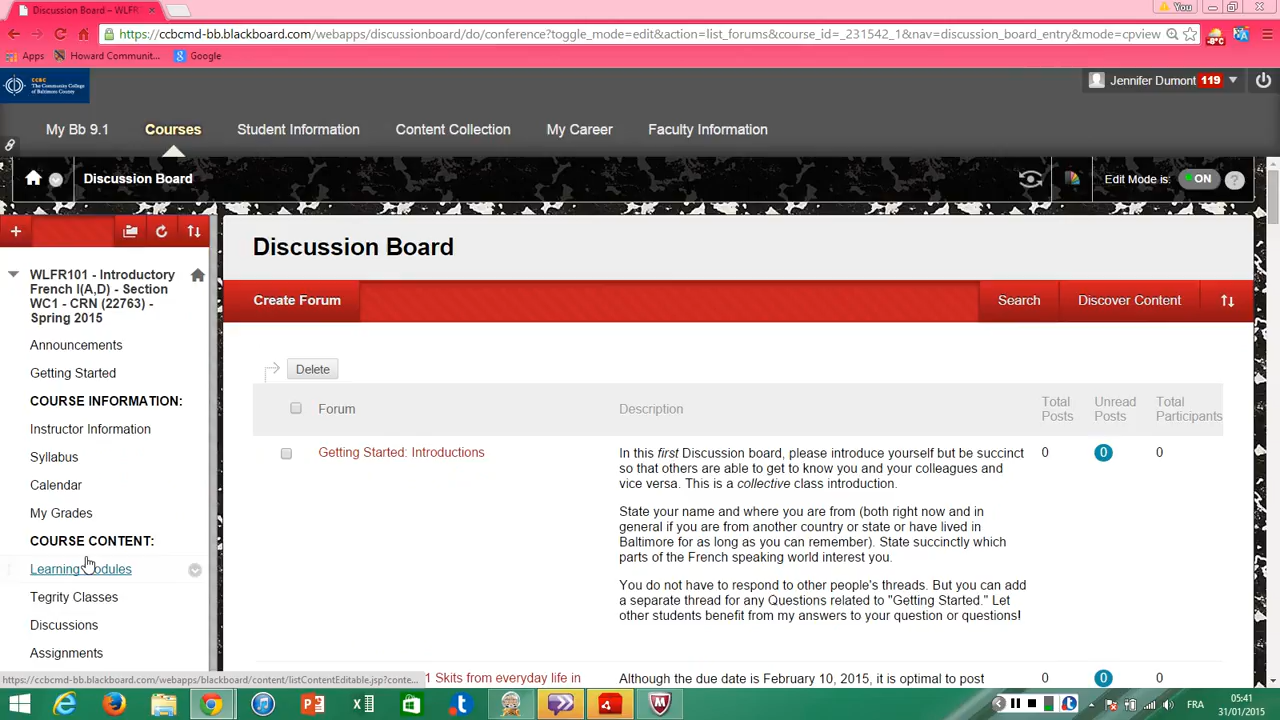 Discussion Board – WLFR
You
https://ccbcmd-bb.blackboard.com/webapps/discussionboard/do/conference?toggle_mode=edit&action=list_forums&course_id=_231542_1&nav=discussion_board_entry&mode=cpview
Apps
Howard Communit...
Google
CCBC
The Community College
of Baltimore County
Jennifer Dumont 119
My Bb 9.1
Courses
Student Information
Content Collection
My Career
Faculty Information
Discussion Board
Edit Mode is: ON
Discussion Board
WLFR101 - Introductory
French I(A,D) - Section
WC1 - CRN (22763) -
Spring 2015
Announcements
Getting Started
COURSE INFORMATION:
Instructor Information
Syllabus
Calendar
My Grades
COURSE CONTENT:
Learning Modules
Tegrity Classes
Discussions
Assignments
https://ccbcmd-bb.blackboard.com/webapps/blackboard/content/listContentEditable.jsp?conte...
Create Forum
Search
Discover Content
Delete
Forum
Description
Total
Posts
Unread
Posts
Total
Participants
Getting Started: Introductions
In this first Discussion board, please introduce yourself but be succinct
so that others are able to get to know you and your colleagues and
vice versa. This is a collective class introduction.
State your name and where you are from (both right now and in
general if you are from another country or state or have lived in
Baltimore for as long as you can remember). State succinctly which
parts of the French speaking world interest you.
You do not have to respond to other people's threads. But you can add
a separate thread for any Questions related to "Getting Started." Let
other students benefit from my answers to your question or questions!
0
0
0
1 Skits from everyday life in
Although the due date is February 10, 2015, it is optimal to post
0
0
0
FRA
05:41
31/01/2015